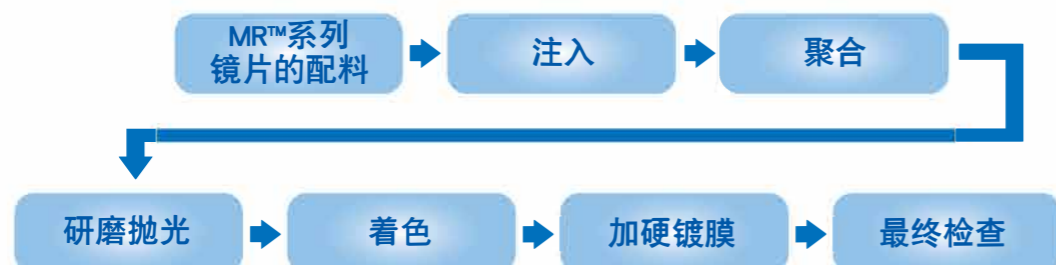 MR™系列
镜片的配料
注入
聚合
研磨抛光
着色
加硬镀膜
最终检查